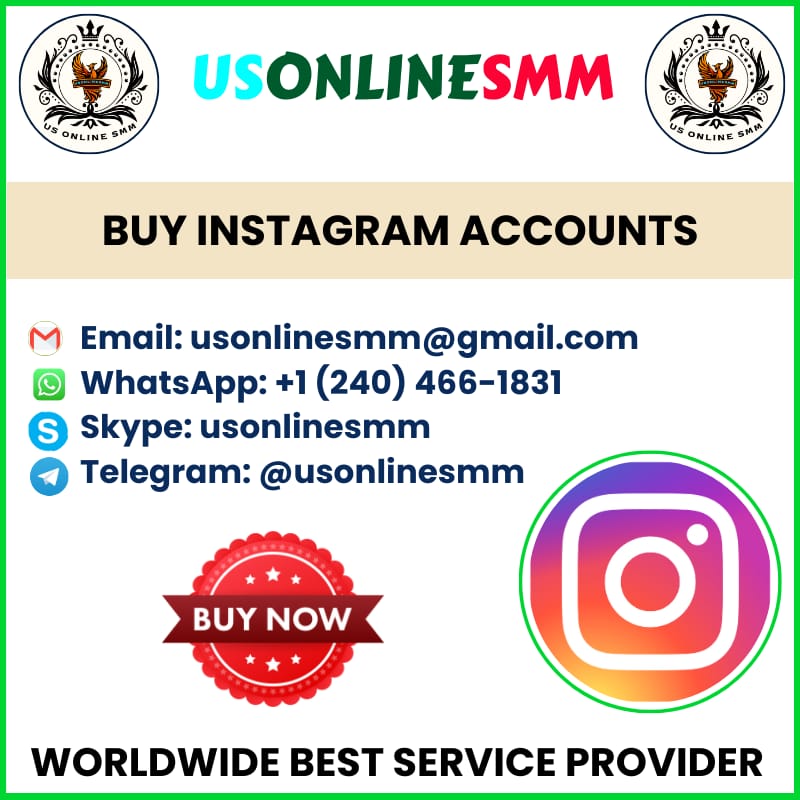 USONLINESMM
US ONLINE SMM
US ONLINE SMM
BUY INSTAGRAM ACCOUNTS
Email: usonlinesmm@gmail.com
WhatsApp: +1 (240) 466-1831
Skype: usonlinesmm
Telegram: @usonlinesmm
BUY NOW
WORLDWIDE BEST SERVICE PROVIDER